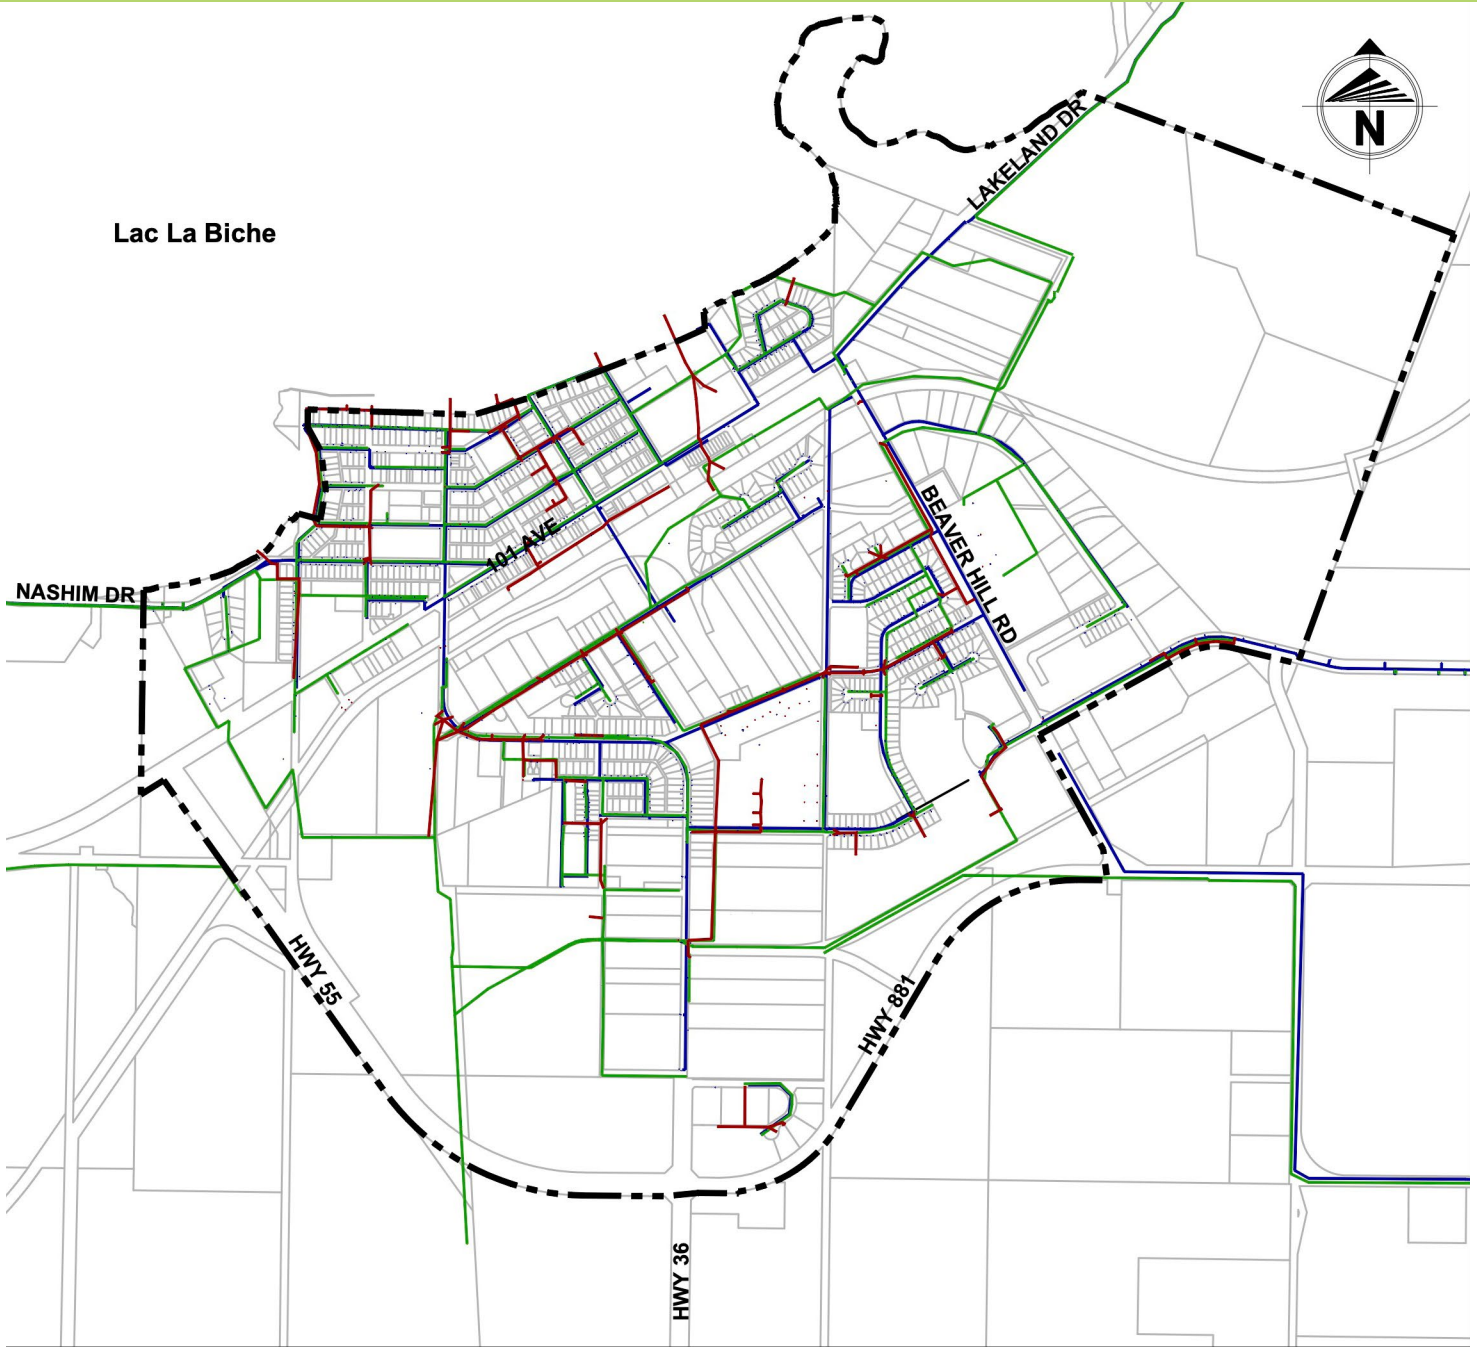 N
LAKELAND DR
Lac La Biche
101 AVE
BEAVER HILL RD
NASHIM DR
HWY 55
HWY 881
HWY 36